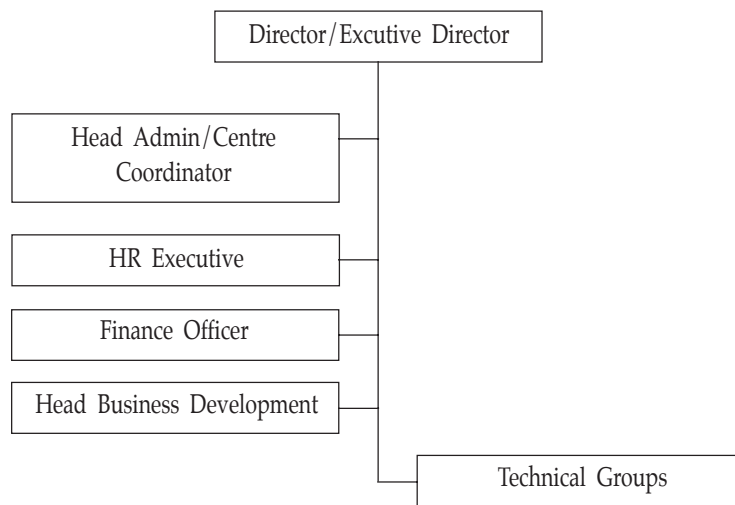 Director/Excutive Director
Head Admin/Centre
Coordinator
HR Executive
Finance Officer
Head Business Development
Technical Groups